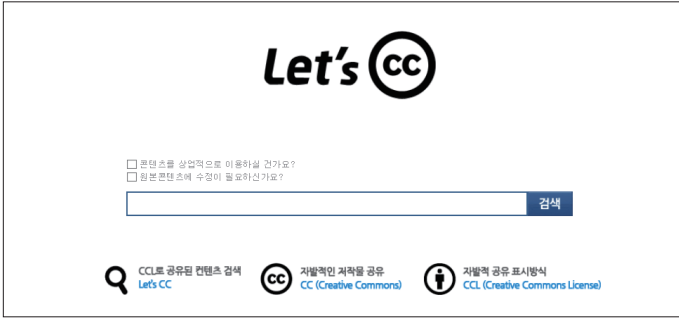 Let's CC
콘텐츠를 상업적으로 이용하실 건가요?
원본콘텐츠에 수정이 필요하신가요?
검색
CCL로 공유된 컨텐츠 검색
Let's CC
CC
자발적인 저작물 공유
CC (Creative Commons)
자발적 공유 표시방식
CCL (Creative Commons License)